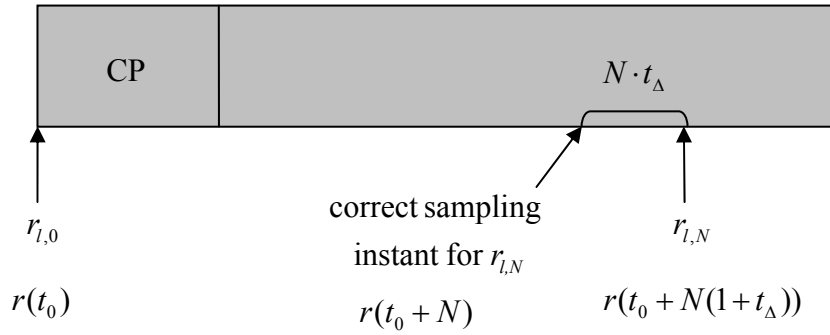 CP
N · t_Δ
r_{l,0}
r(t_0)
correct sampling
instant for r_{l,N}
r(t_0 + N)
r_{l,N}
r(t_0 + N(1 + t_Δ))